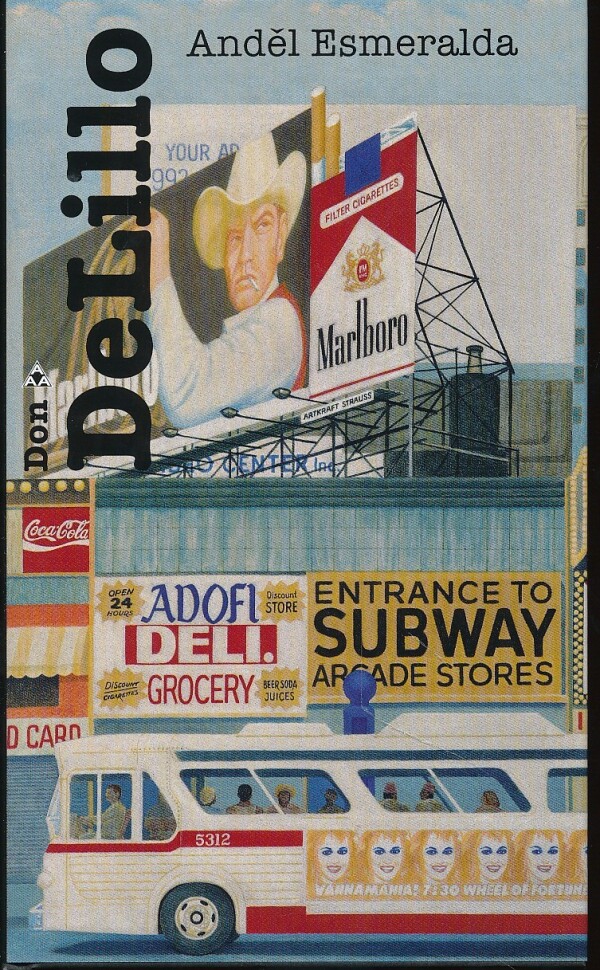 Anděl Esmeralda
Don
DeLillo
YOUR AD
FILTER CIGARETTES
Marlboro
Marlboro
ARTKRAFT STRAUSS
CENTER Inc.
Coca-Cola
OPEN
24
HOURS
ADOFI
Discount
STORE
DELI.
DISCOUNT
CIGARETTES
GROCERY
BEER SODA
JUICES
ENTRANCE TO
SUBWAY
ARCADE STORES
D CARD
5312
VANNAMANIA! 7:30 WHEEL OF FORTUNE